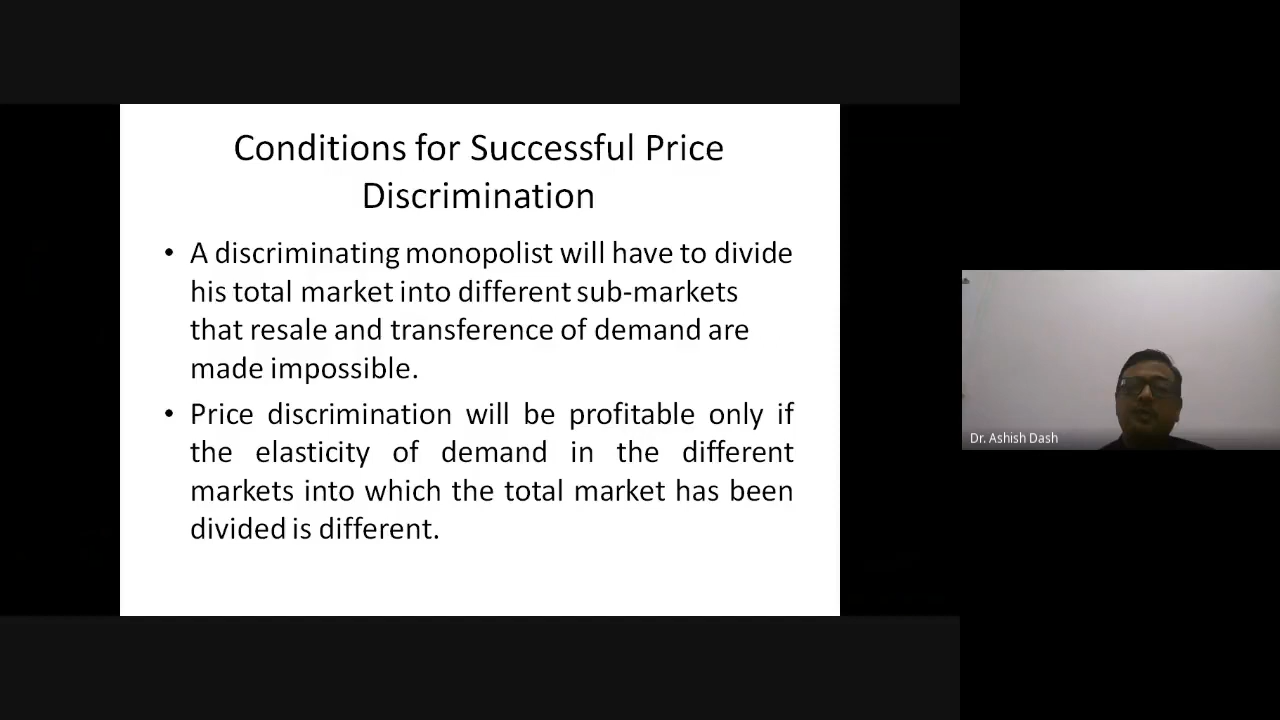 Conditions for Successful Price
Discrimination
• A discriminating monopolist will have to divide
his total market into different sub-markets
that resale and transference of demand are
made impossible.
• Price discrimination will be profitable only if
the elasticity of demand in the different
markets into which the total market has been
divided is different.
Dr. Ashish Dash